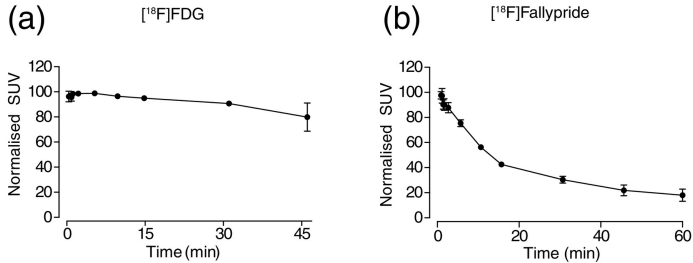 (a)
[¹⁸F]FDG
Normalised SUV
120
100
80
60
40
20
0
0 15 30 45
Time (min)
(b)
[¹⁸F]Fallypride
Normalised SUV
120
100
80
60
40
20
0
0 20 40 60
Time (min)